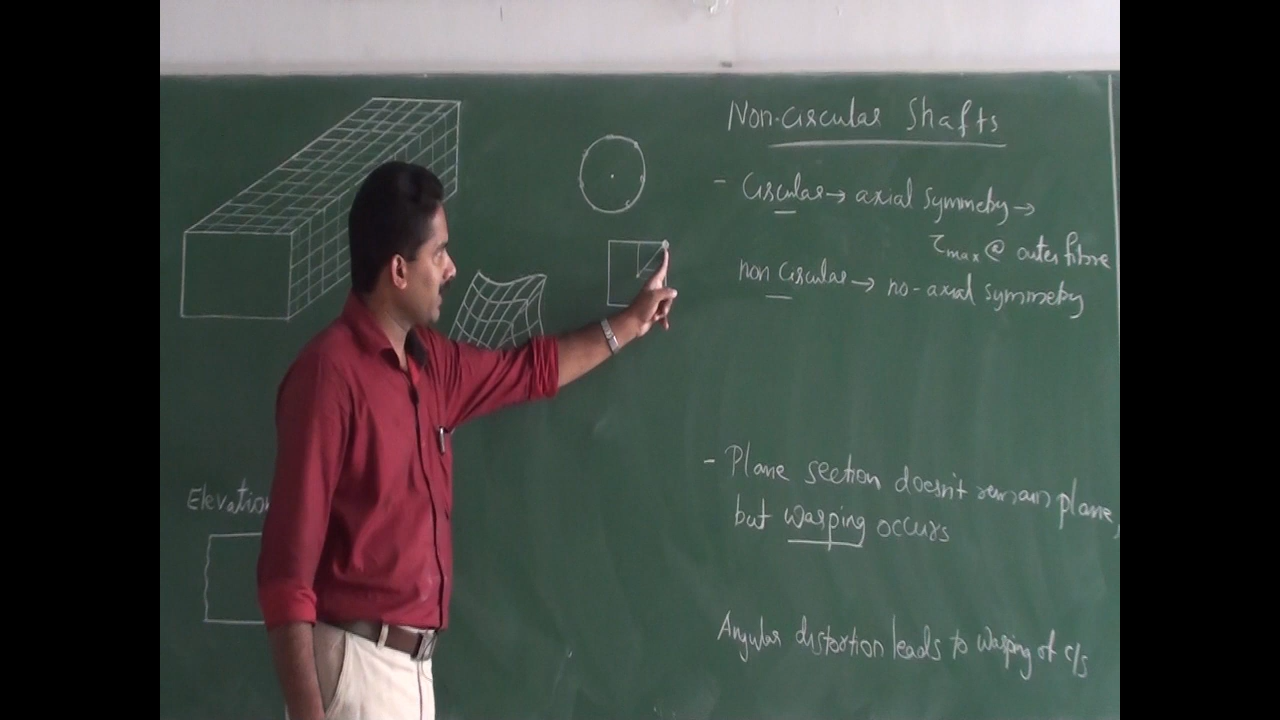 Non-circular Shafts
- Circular → axial symmetry →
τmax @ outer fibre
non circular → no-axial symmetry
- Plane section doesn't remain plane,
but warping occurs
Elevation
Angular distortion leads to warping of c/s